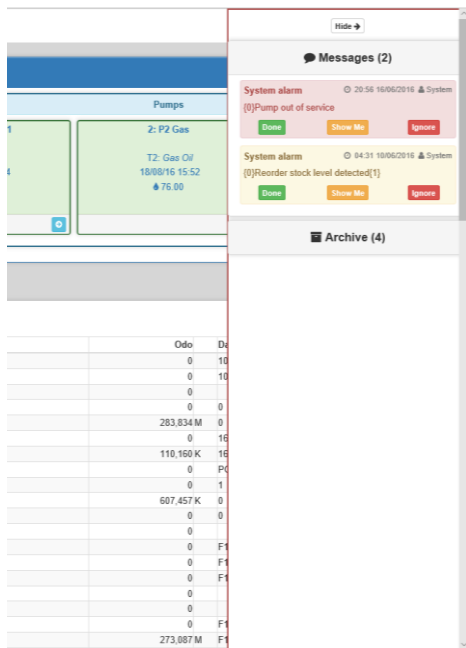 Hide
Messages (2)
System alarm 20:56 16/06/2016 System
{0}Pump out of service
Done Show Me Ignore
System alarm 04:31 10/06/2016 System
{0}Reorder stock level detected{1}
Done Show Me Ignore
Archive (4)
Pumps
1
2: P2 Gas
T2: Gas Oil
4
18/08/16 15:52
76.00
Odo Da
0 10
0 10
0
0 0
283,834 M 0
0 16
110,160 K 16
0 PO
0 1
607,457 K 0
0 0
0
0 F1
0 F1
0 F1
0
0
0 F1
273,087 M F1